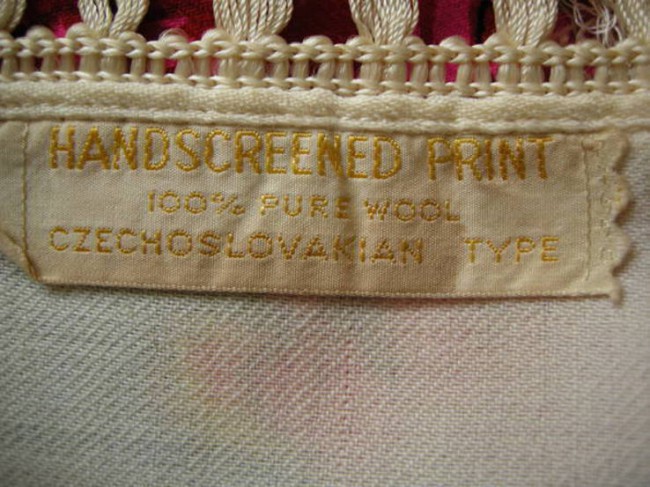 HANDSCREENED PRINT
100% PURE WOOL
CZECHOSLOVAKIAN TYPE